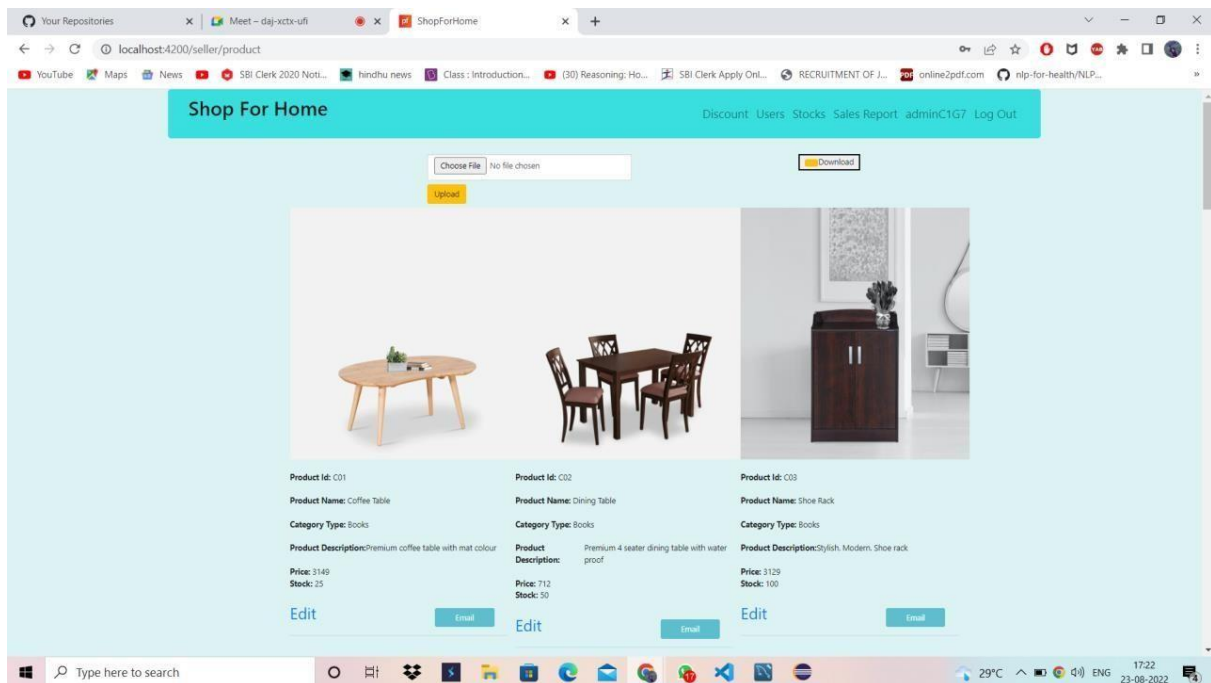 Your Repositories
Meet – daj-xctx-ufi
ShopForHome
localhost:4200/seller/product
YouTube Maps News SBI Clerk 2020 Noti... hindhu news Class : Introduction... (30) Reasoning: Ho... SBI Clerk Apply Onl... RECRUITMENT OF J... online2pdf.com nlp-for-health/NLP...
Shop For Home
Discount Users Stocks Sales Report adminC1G7 Log Out
Choose File No file chosen
Download
Upload
Product Id: C01
Product Name: Coffee Table
Category Type: Books
Product Description:Premium coffee table with mat colour
Price: 3149
Stock: 25
Edit
Email
Product Id: C02
Product Name: Dining Table
Category Type: Books
Product Description: Premium 4 seater dining table with water
proof
Price: 712
Stock: 50
Edit
Email
Product Id: C03
Product Name: Shoe Rack
Category Type: Books
Product Description:Stylish. Modern. Shoe rack
Price: 3129
Stock: 100
Edit
Email
Type here to search
29°C ENG 17:22
23-08-2022